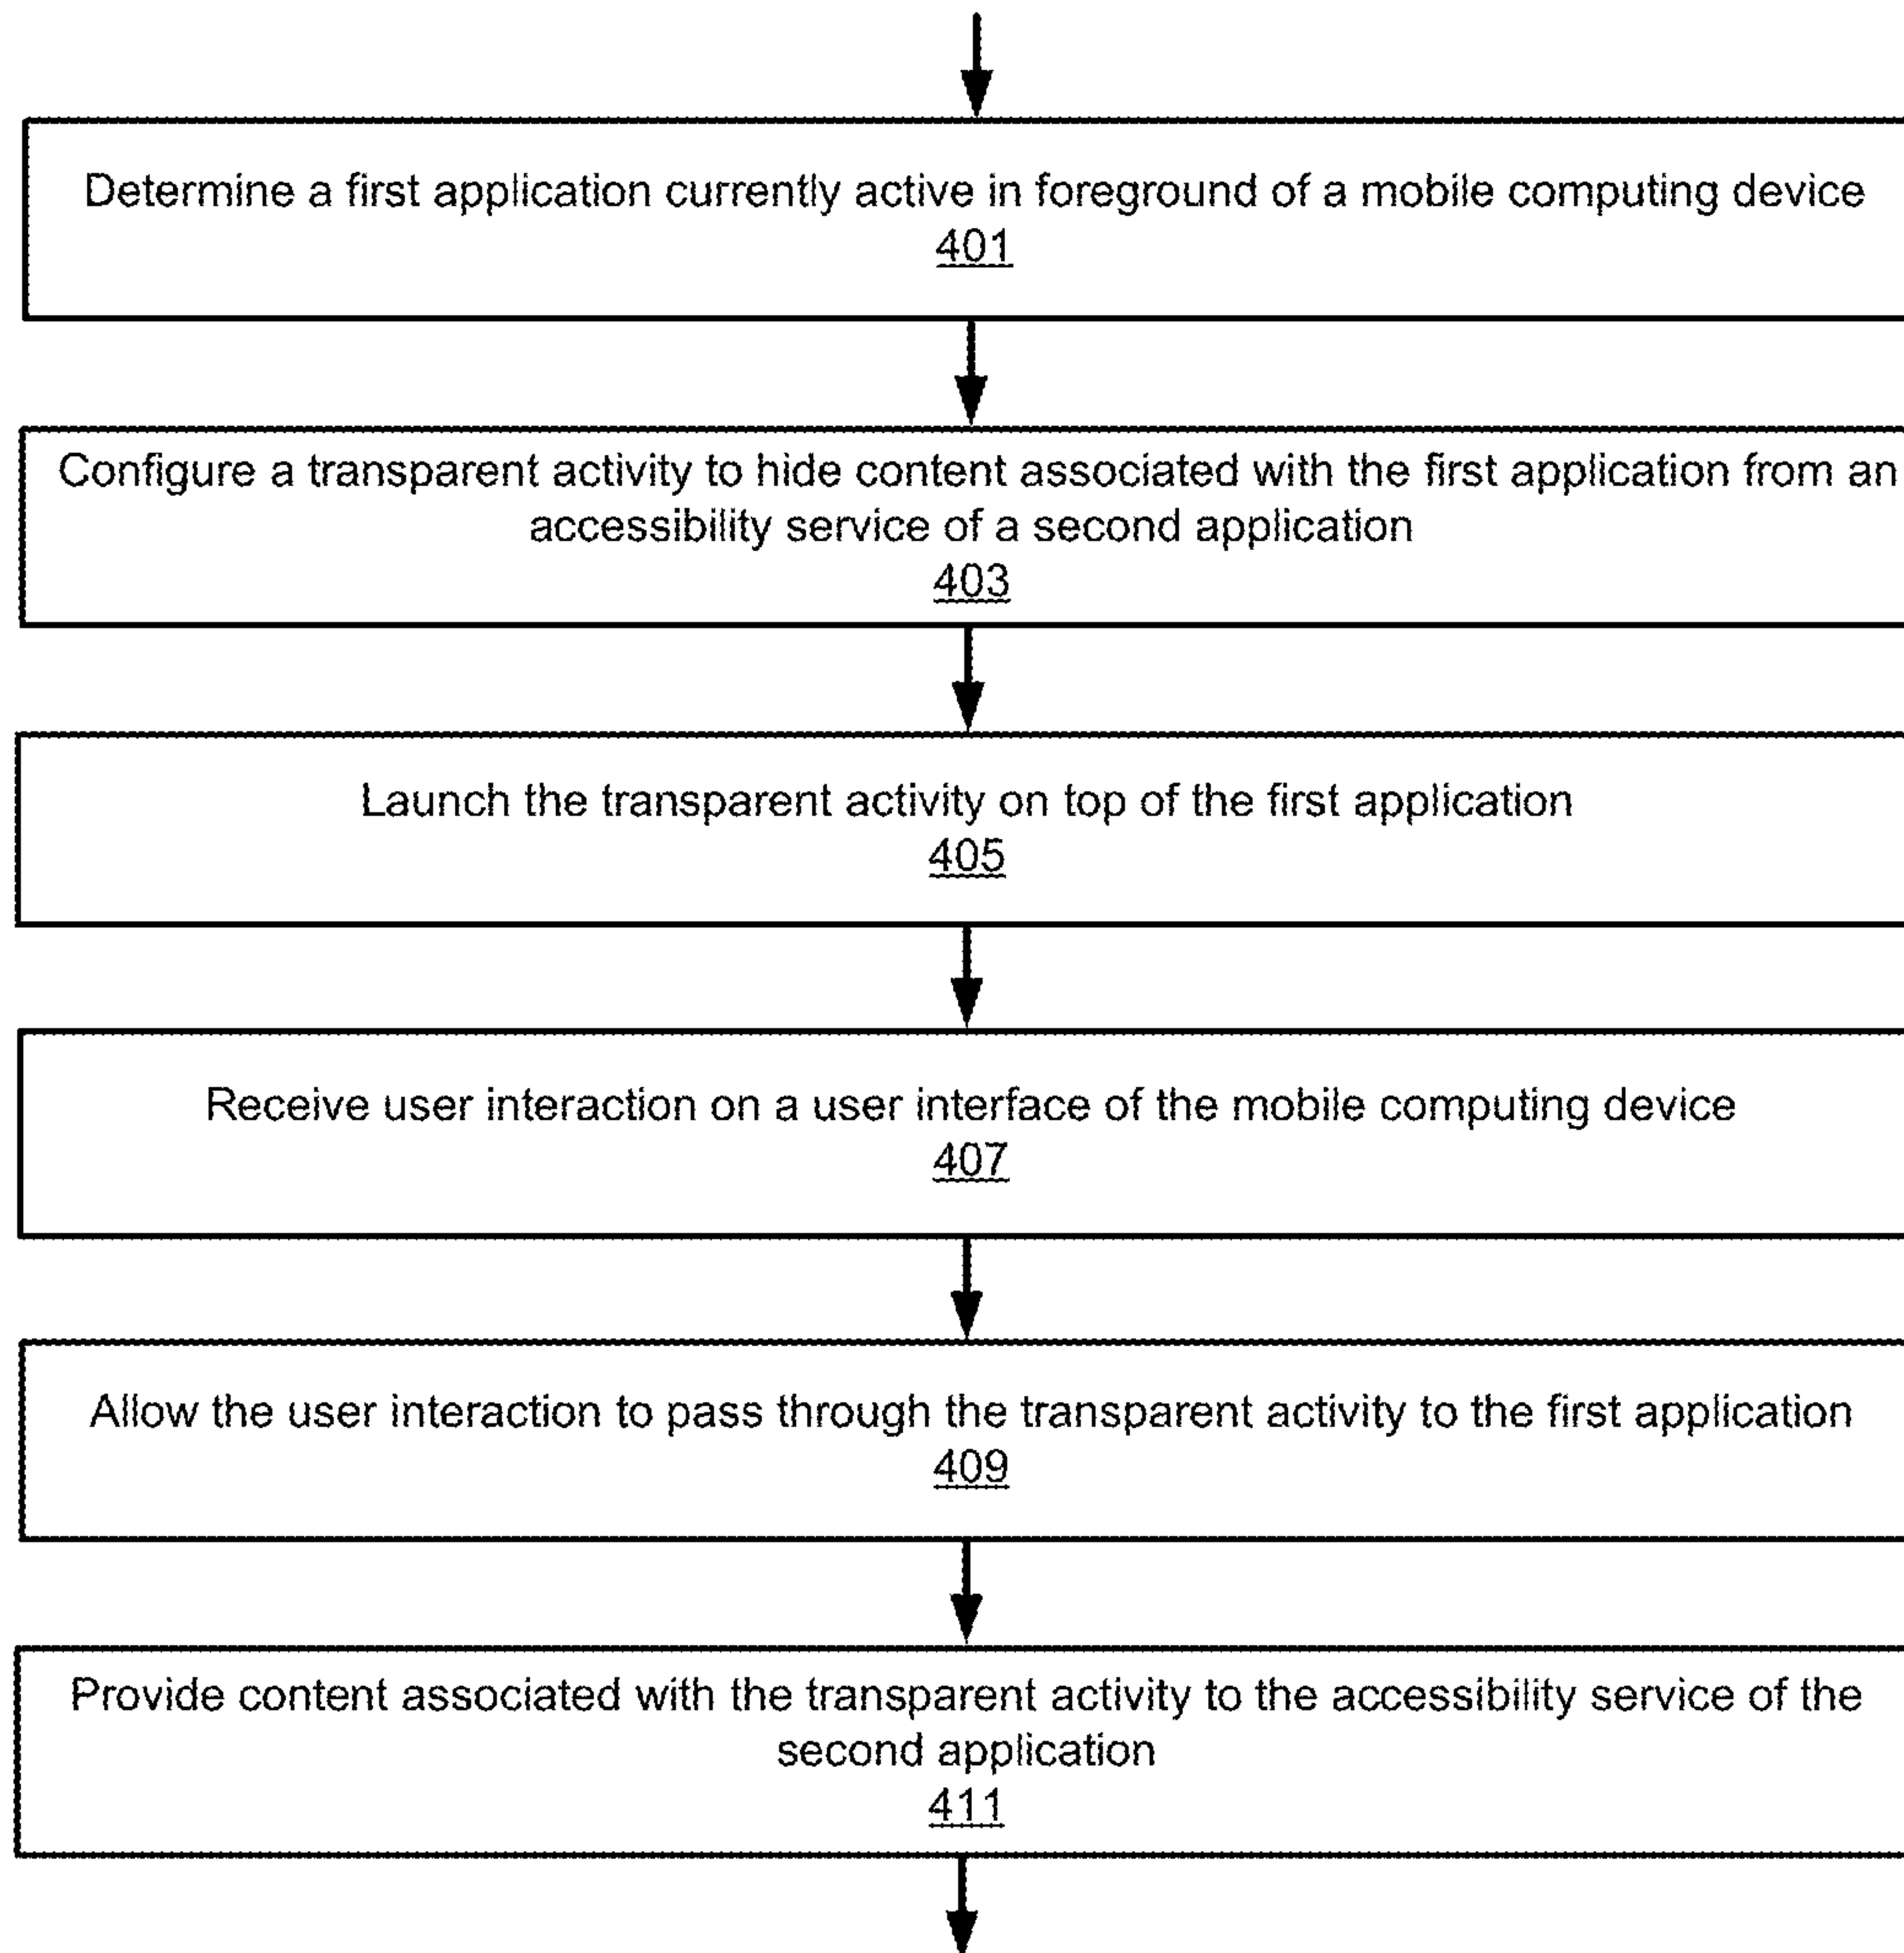 Determine a first application currently active in foreground of a mobile computing device
401
Configure a transparent activity to hide content associated with the first application from an
accessibility service of a second application
403
Launch the transparent activity on top of the first application
405
Receive user interaction on a user interface of the mobile computing device
407
Allow the user interaction to pass through the transparent activity to the first application
409
Provide content associated with the transparent activity to the accessibility service of the
second application
411